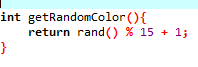 int getRandomColor(){
    return rand() % 15 + 1;
}